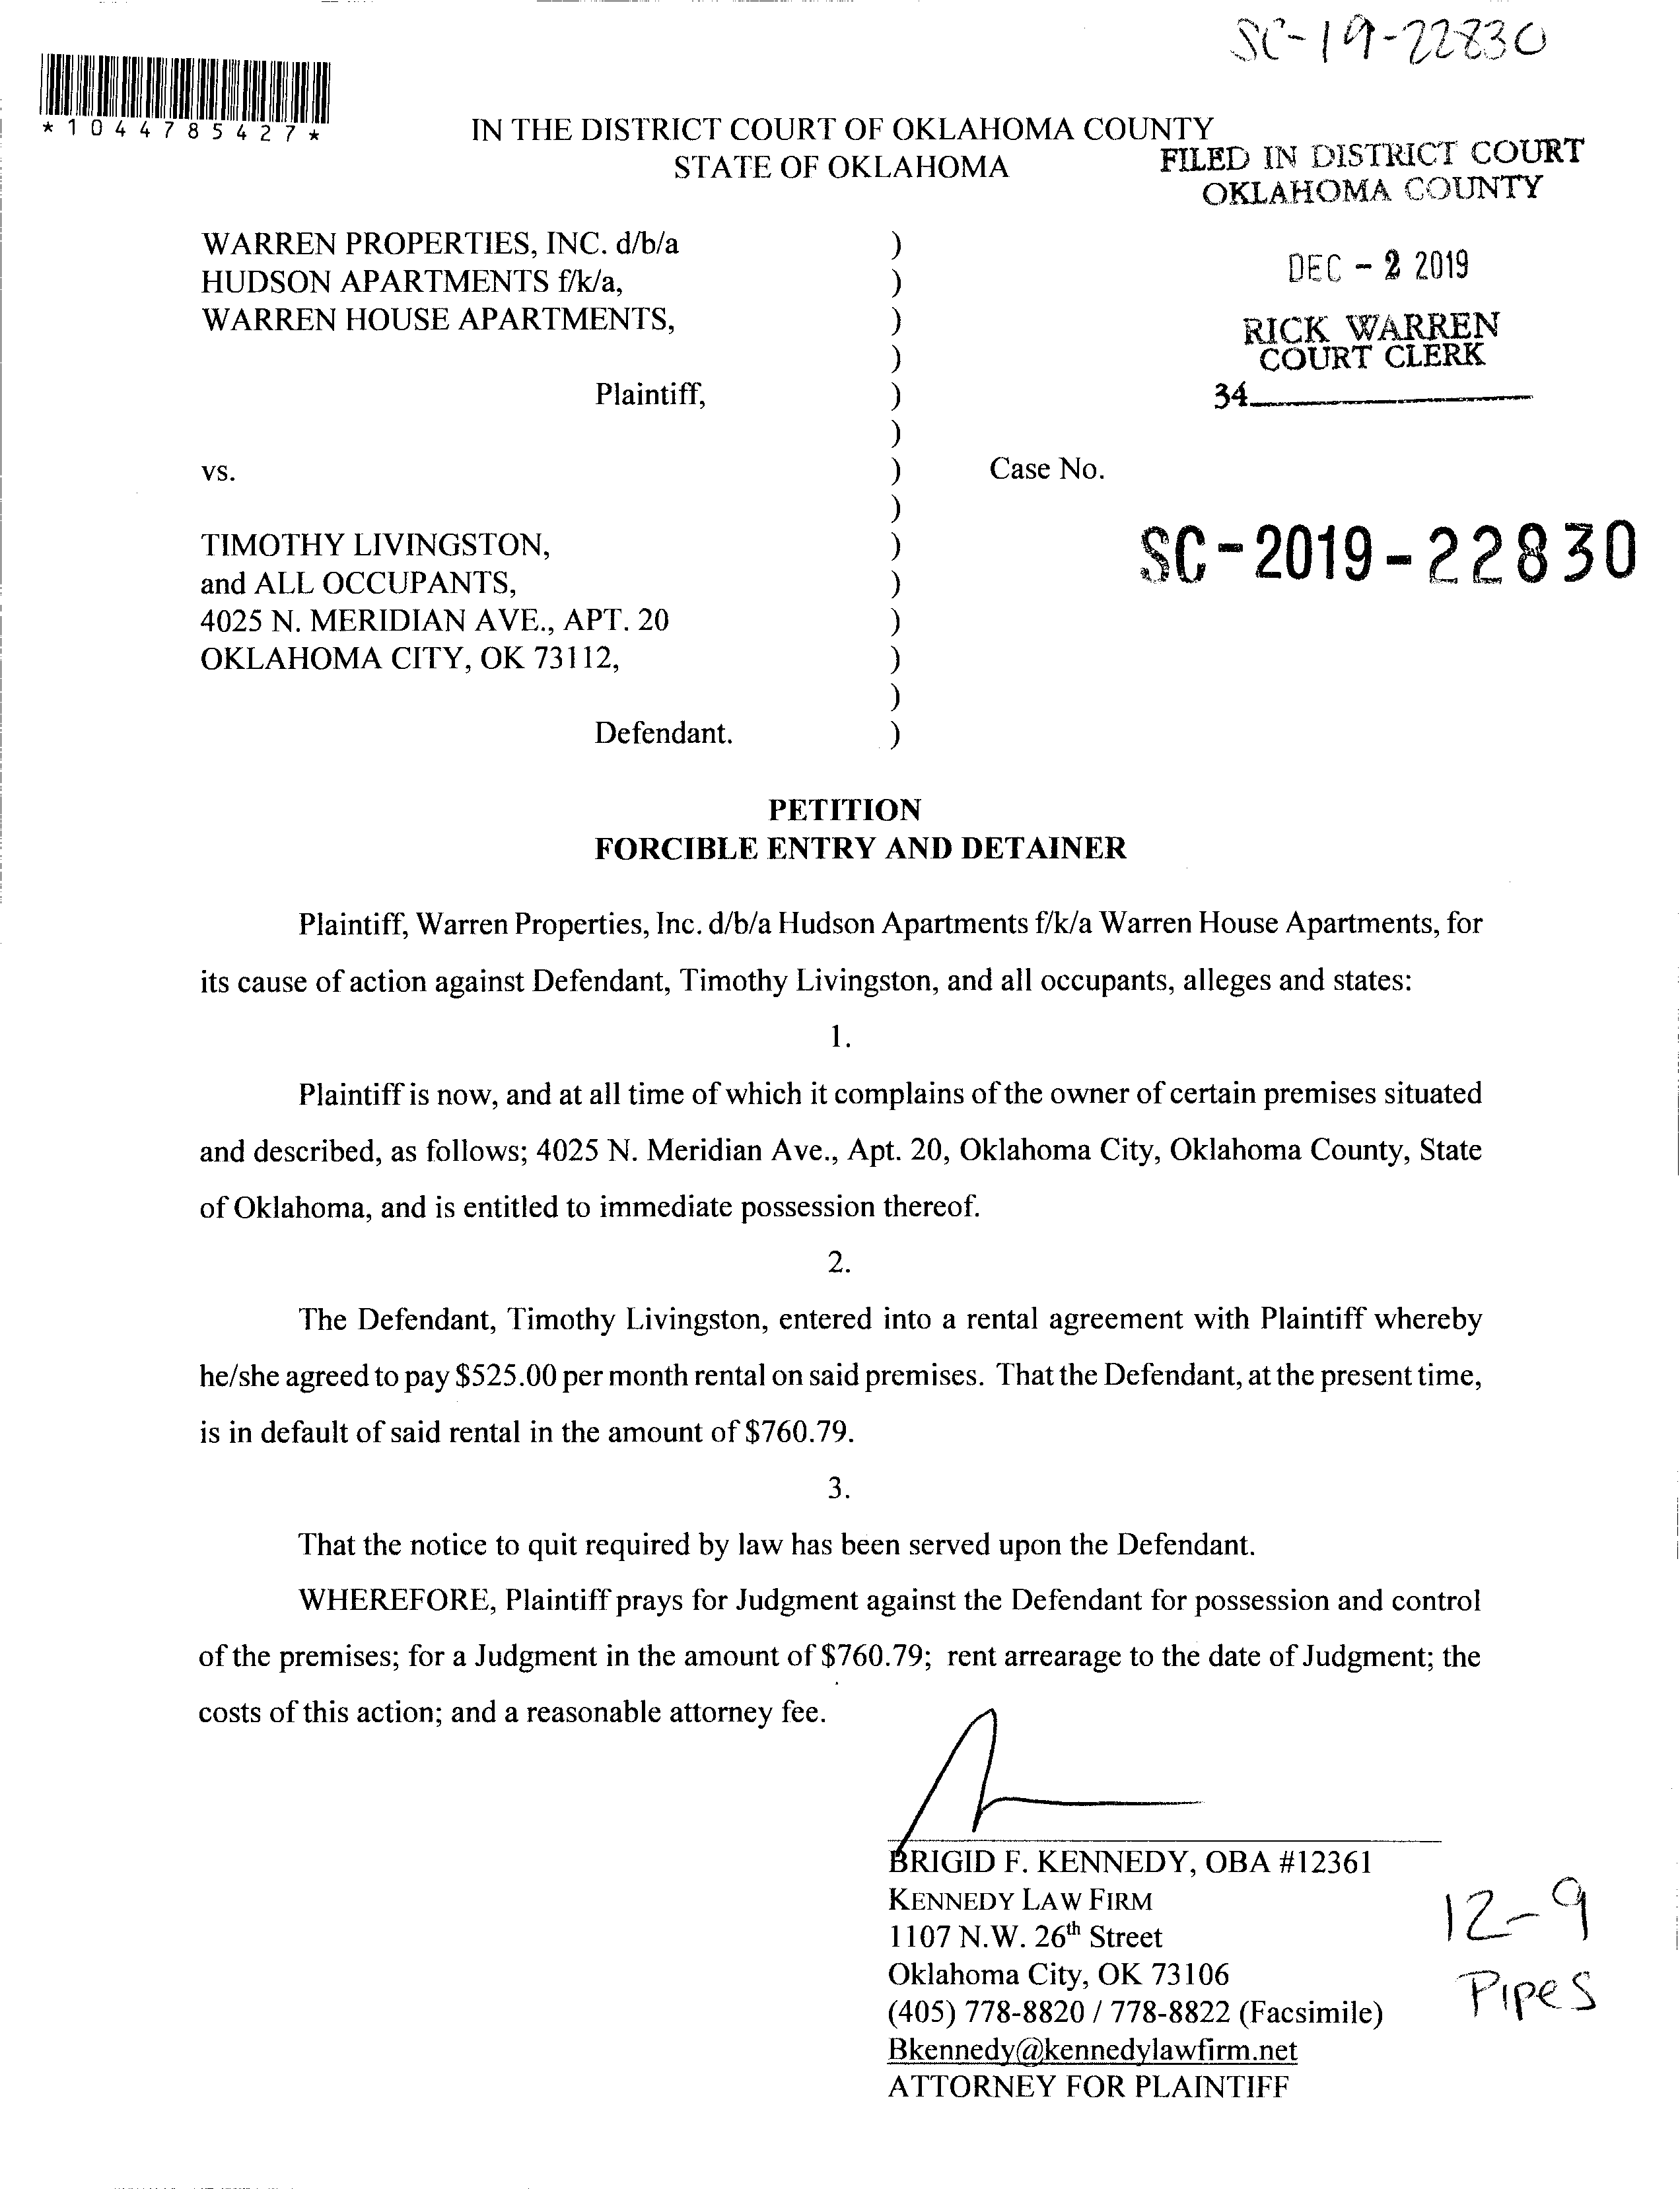 SC-19-22830
*1044785427*
IN THE DISTRICT COURT OF OKLAHOMA COUNTY
STATE OF OKLAHOMA
FILED IN DISTRICT COURT
OKLAHOMA COUNTY
WARREN PROPERTIES, INC. d/b/a )
HUDSON APARTMENTS f/k/a, )
WARREN HOUSE APARTMENTS, )
)
Plaintiff, )
)
vs. )
)
TIMOTHY LIVINGSTON, )
and ALL OCCUPANTS, )
4025 N. MERIDIAN AVE., APT. 20 )
OKLAHOMA CITY, OK 73112, )
)
Defendant. )
DEC - 2 2019
RICK WARREN
COURT CLERK
34
Case No.
SC-2019-22830
PETITION
FORCIBLE ENTRY AND DETAINER
Plaintiff, Warren Properties, Inc. d/b/a Hudson Apartments f/k/a Warren House Apartments, for
its cause of action against Defendant, Timothy Livingston, and all occupants, alleges and states:
1.
Plaintiff is now, and at all time of which it complains of the owner of certain premises situated
and described, as follows; 4025 N. Meridian Ave., Apt. 20, Oklahoma City, Oklahoma County, State
of Oklahoma, and is entitled to immediate possession thereof.
2.
The Defendant, Timothy Livingston, entered into a rental agreement with Plaintiff whereby
he/she agreed to pay $525.00 per month rental on said premises. That the Defendant, at the present time,
is in default of said rental in the amount of $760.79.
3.
That the notice to quit required by law has been served upon the Defendant.
WHEREFORE, Plaintiff prays for Judgment against the Defendant for possession and control
of the premises; for a Judgment in the amount of $760.79; rent arrearage to the date of Judgment; the
costs of this action; and a reasonable attorney fee.
BRIGID F. KENNEDY, OBA #12361
KENNEDY LAW FIRM
1107 N.W. 26th Street
Oklahoma City, OK 73106
(405) 778-8820 / 778-8822 (Facsimile)
Bkennedy@kennedylawfirm.net
ATTORNEY FOR PLAINTIFF
12-9
Pipes